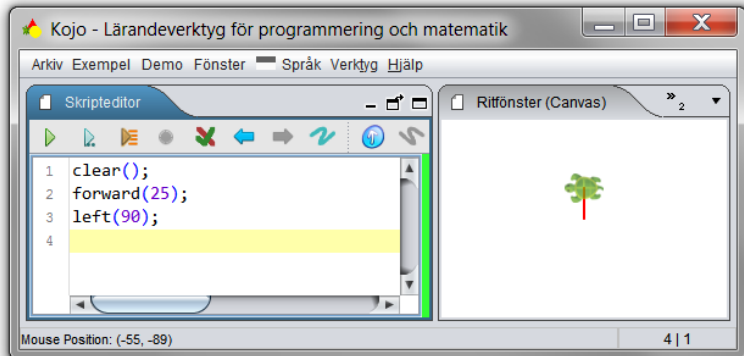 Kojo - Lärandeverktyg för programmering och matematik
Arkiv Exempel Demo Fönster Språk Verktyg Hjälp
Skripteditor
Ritfönster (Canvas)
»2
1 clear();
2 forward(25);
3 left(90);
4
Mouse Position: (-55, -89)
4|1